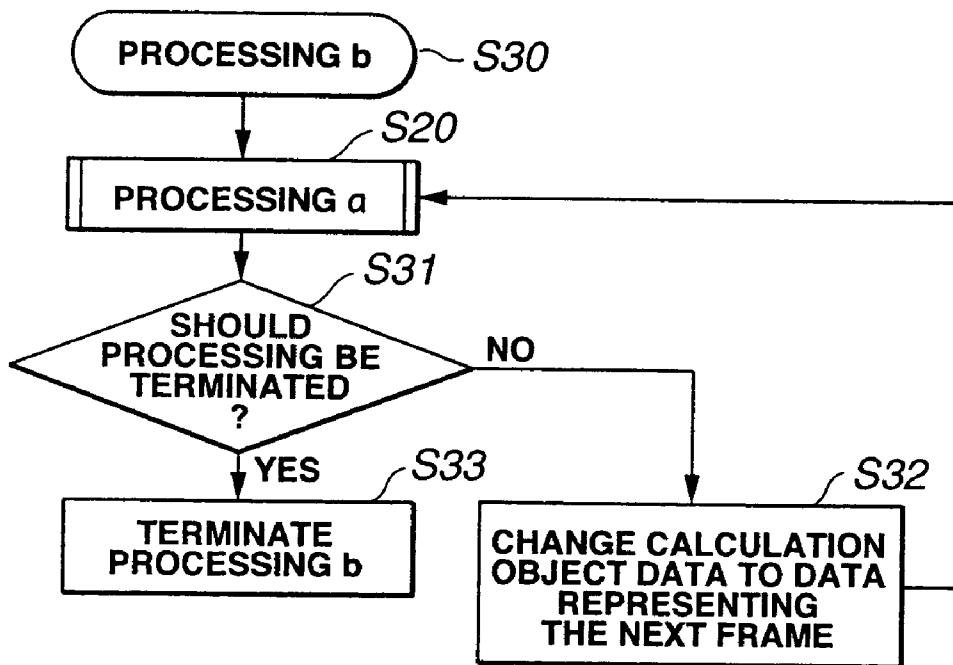 PROCESSING b
S30
S20
PROCESSING a
S31
SHOULD
PROCESSING BE
TERMINATED
?
NO
YES
S33
S32
TERMINATE
PROCESSING b
CHANGE CALCULATION
OBJECT DATA TO DATA
REPRESENTING
THE NEXT FRAME